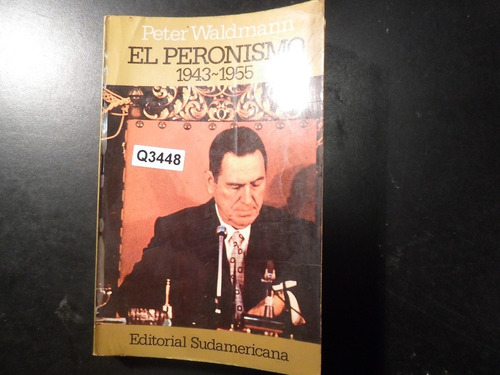 Peter Waldmann
EL PERONISMO
1943~1955
Q3448
Editorial Sudamericana